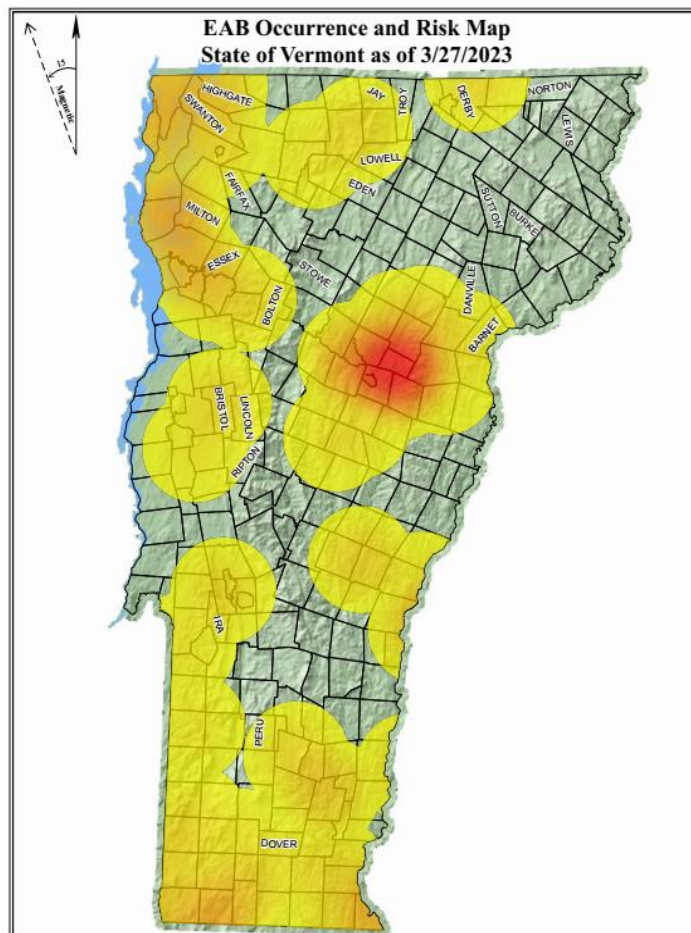 EAB Occurrence and Risk Map
State of Vermont as of 3/27/2023
15
Magnetic
HIGHGATE
JAY
TROY
DERBY
NORTON
SWANTON
LEWIS
LOWELL
FAIRFAX
EDEN
SUTTON
MILTON
BURKE
ESSEX
STOWE
DANVILLE
BOLTON
BARNET
BRISTOL
LINCOLN
RIPTON
IRA
PERU
DOVER